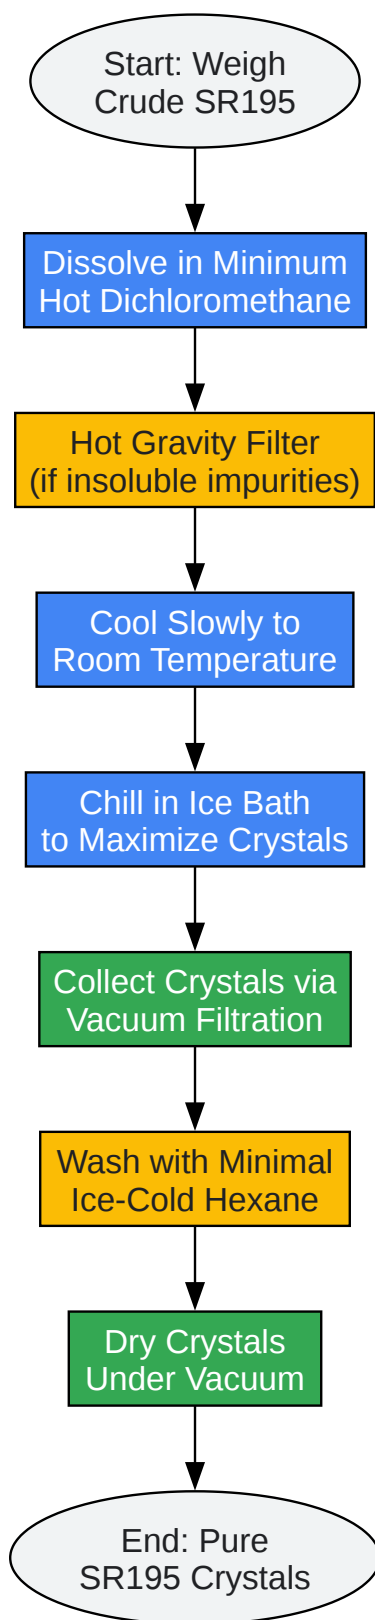 Start: Weigh
Crude SR195
Dissolve in Minimum
Hot Dichloromethane
Hot Gravity Filter
(if insoluble impurities)
Cool Slowly to
Room Temperature
Chill in Ice Bath
to Maximize Crystals
Collect Crystals via
Vacuum Filtration
Wash with Minimal
Ice-Cold Hexane
Dry Crystals
Under Vacuum
End: Pure
SR195 Crystals